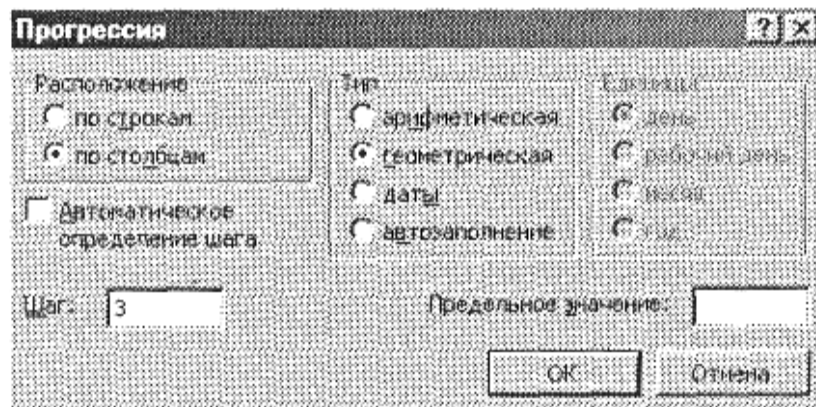 Прогрессия
Расположение
по строкам
по столбцам
Автоматическое
определение шага
Тип
арифметическая
геометрическая
даты
автозаполнение
Единицы
день
рабочий день
месяц
год
Шаг: 3
Предельное значение:
ОК
Отмена